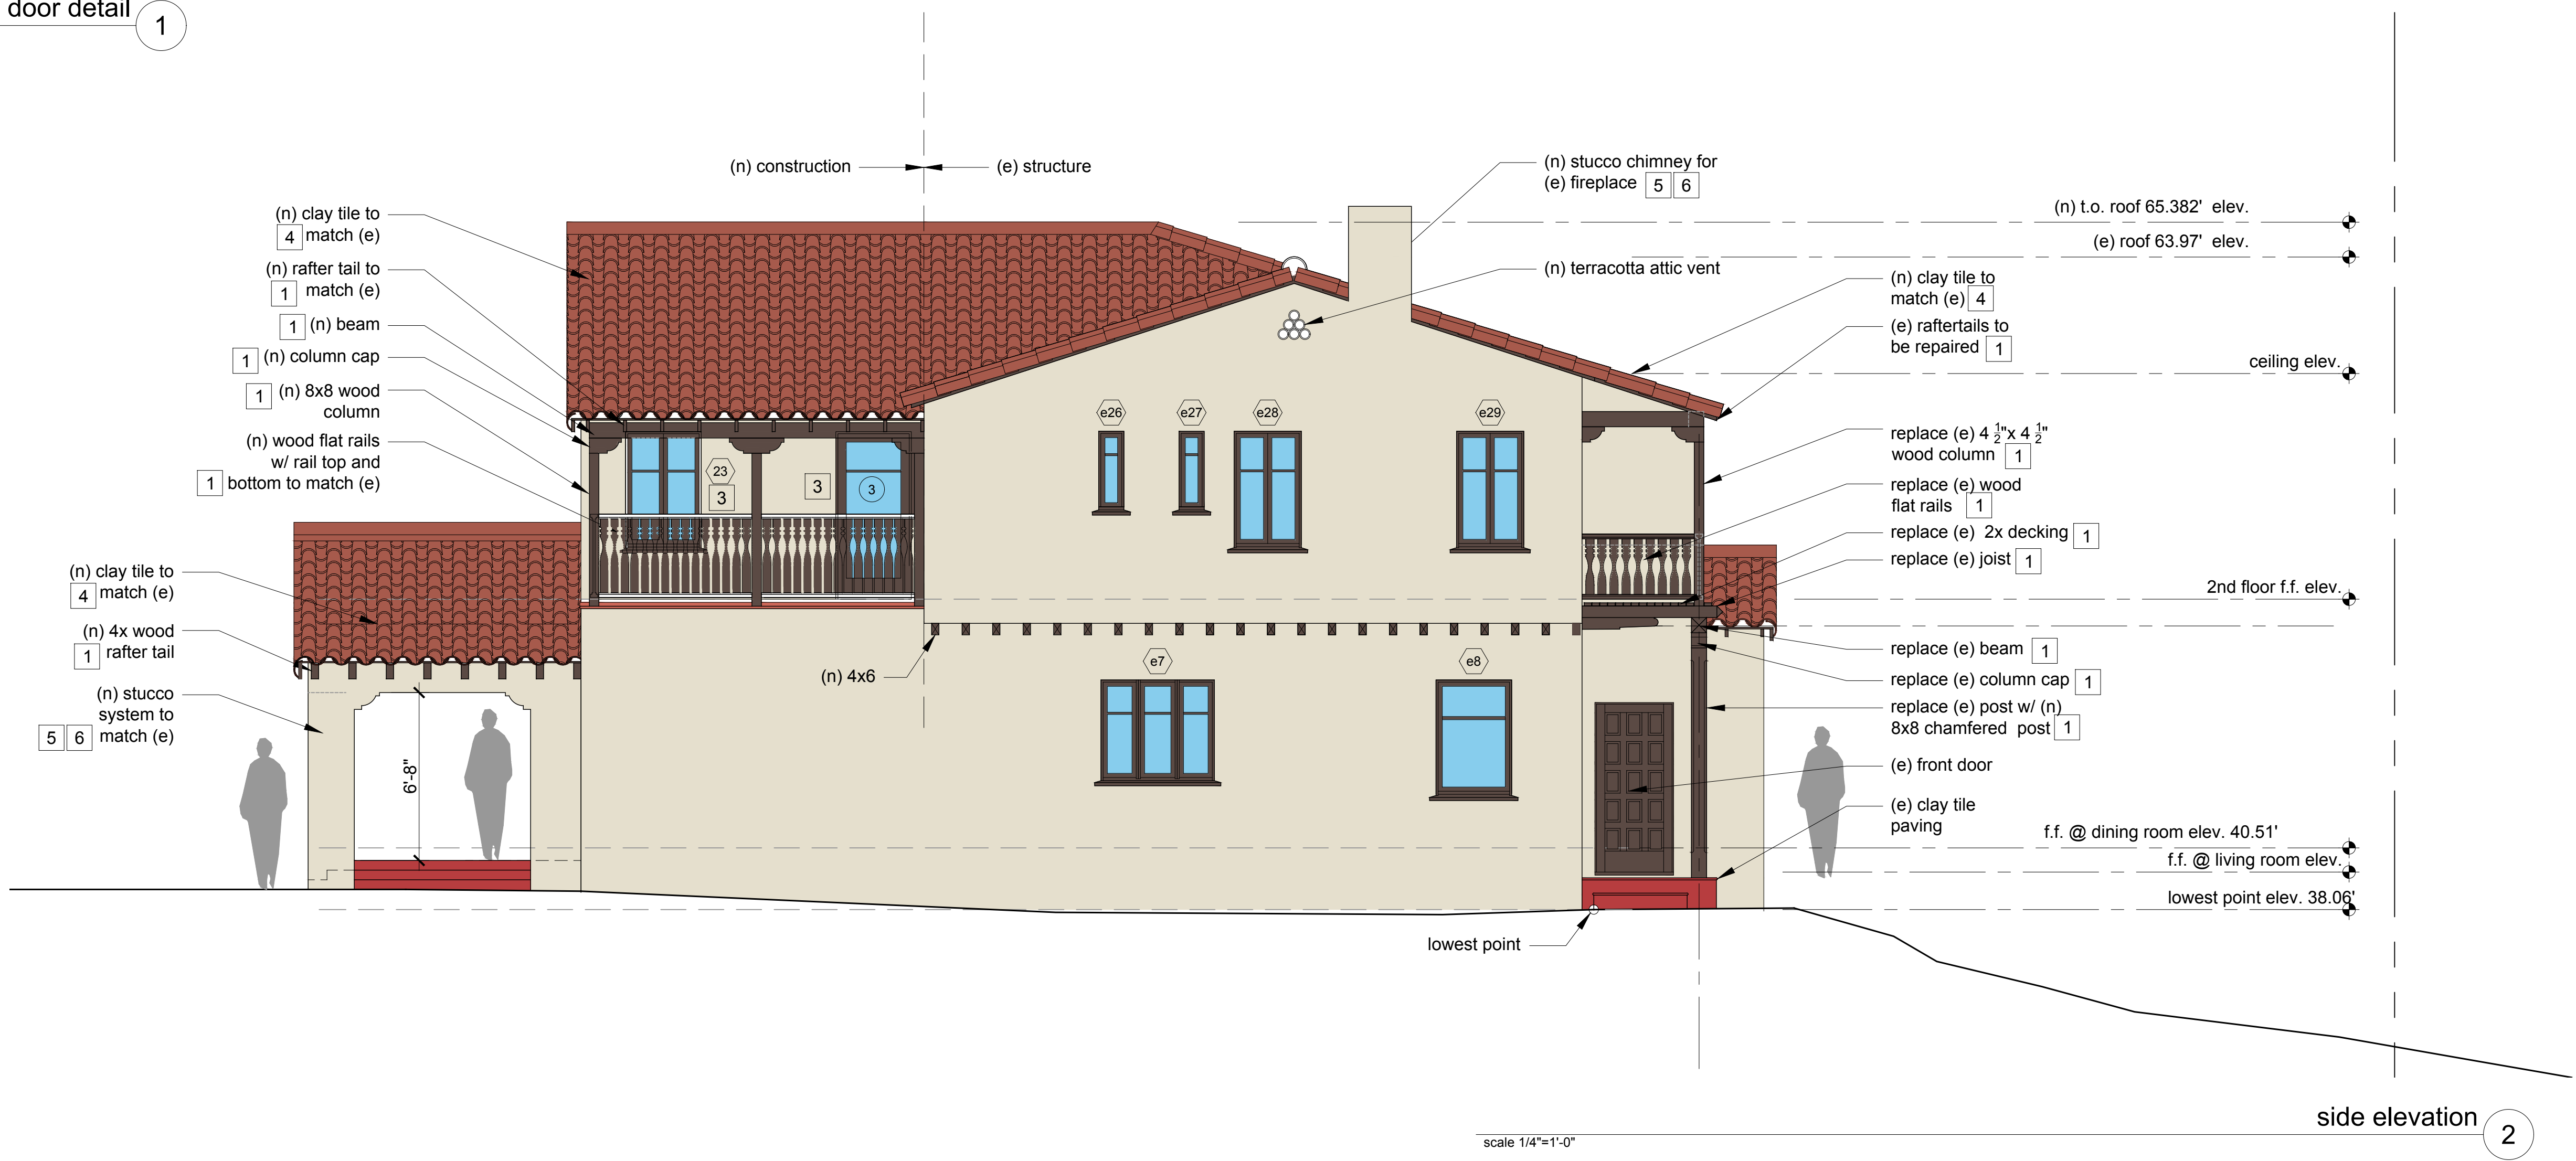 door detail
1
(n) construction
(e) structure
(n) stucco chimney for
(e) fireplace 5 6
(n) clay tile to
4 match (e)
(n) rafter tail to
1 match (e)
1 (n) beam
1 (n) column cap
1 (n) 8x8 wood
column
(n) wood flat rails
w/ rail top and
1 bottom to match (e)
(n) clay tile to
4 match (e)
(n) 4x wood
1 rafter tail
(n) stucco
system to
5 6 match (e)
6'-8"
23
3
3
3
(n) 4x6
(n) terracotta attic vent
e26
e27
e28
e29
e7
e8
lowest point
(n) t.o. roof 65.382' elev.
(e) roof 63.97' elev.
(n) clay tile to
match (e) 4
(e) raftertails to
be repaired 1
ceiling elev.
replace (e) 4 1/2"x 4 1/2"
wood column 1
replace (e) wood
flat rails 1
replace (e) 2x decking 1
replace (e) joist 1
2nd floor f.f. elev.
replace (e) beam 1
replace (e) column cap 1
replace (e) post w/ (n)
8x8 chamfered post 1
(e) front door
(e) clay tile
paving
f.f. @ dining room elev. 40.51'
f.f. @ living room elev.
lowest point elev. 38.06'
side elevation
2
scale 1/4"=1'-0"